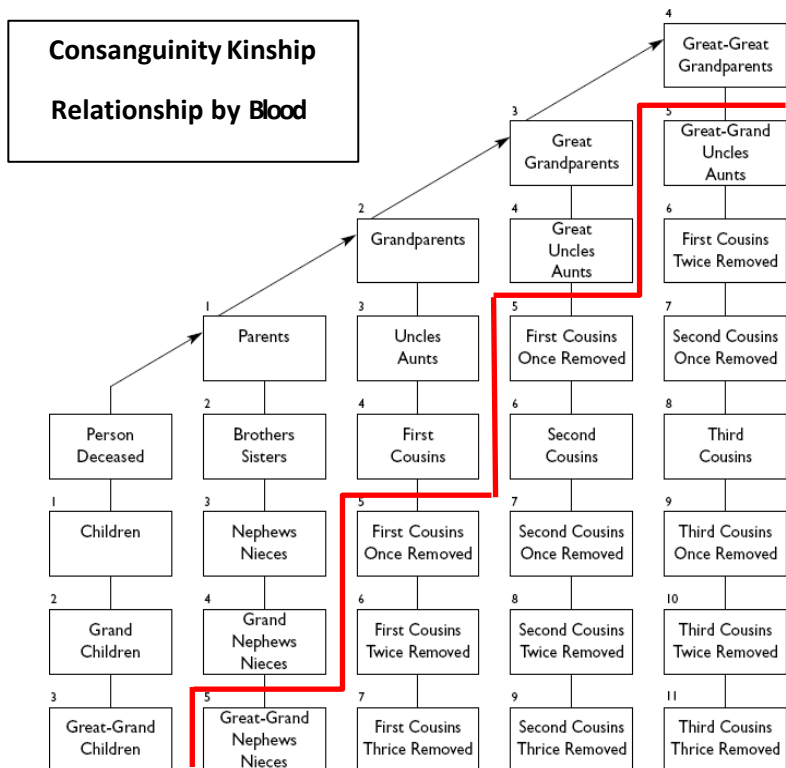 Consanguinity Kinship
Relationship by Blood
4
Great-Great
Grandparents
3
Great
Grandparents
5
Great-Grand
Uncles
Aunts
2
Grandparents
4
Great
Uncles
Aunts
6
First Cousins
Twice Removed
1
Parents
3
Uncles
Aunts
5
First Cousins
Once Removed
7
Second Cousins
Once Removed
Person
Deceased
2
Brothers
Sisters
4
First
Cousins
6
Second
Cousins
8
Third
Cousins
1
Children
3
Nephews
Nieces
5
First Cousins
Once Removed
7
Second Cousins
Once Removed
9
Third Cousins
Once Removed
2
Grand
Children
4
Grand
Nephews
Nieces
6
First Cousins
Twice Removed
8
Second Cousins
Twice Removed
10
Third Cousins
Twice Removed
3
Great-Grand
Children
5
Great-Grand
Nephews
Nieces
7
First Cousins
Thrice Removed
9
Second Cousins
Thrice Removed
11
Third Cousins
Thrice Removed